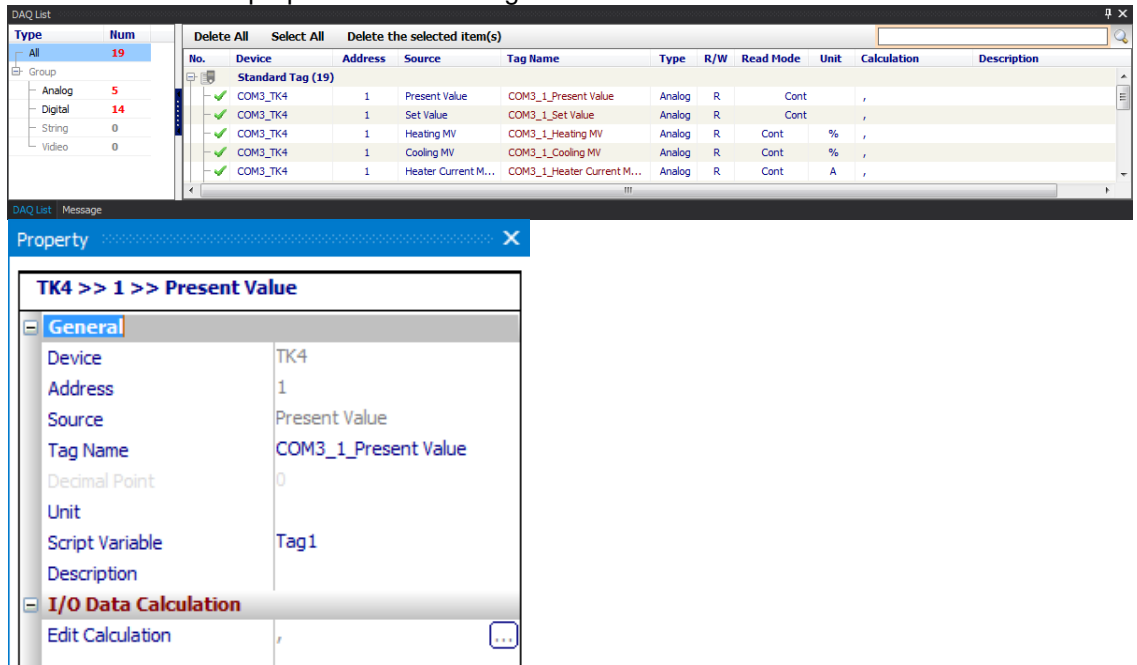 DAQ List
Type Num
All 19
Group
Analog 5
Digital 14
String 0
Video 0
Delete All Select All Delete the selected item(s)
No. Device Address Source Tag Name Type R/W Read Mode Unit Calculation Description
Standard Tag (19)
COM3_TK4 1 Present Value COM3_1_Present Value Analog R Cont ,
COM3_TK4 1 Set Value COM3_1_Set Value Analog R Cont ,
COM3_TK4 1 Heating MV COM3_1_Heating MV Analog R Cont % ,
COM3_TK4 1 Cooling MV COM3_1_Cooling MV Analog R Cont % ,
COM3_TK4 1 Heater Current M... COM3_1_Heater Current M... Analog R Cont A ,
DAQ List Message
Property
TK4 >> 1 >> Present Value
General
Device TK4
Address 1
Source Present Value
Tag Name COM3_1_Present Value
Decimal Point 0
Unit
Script Variable Tag1
Description
I/O Data Calculation
Edit Calculation , ...